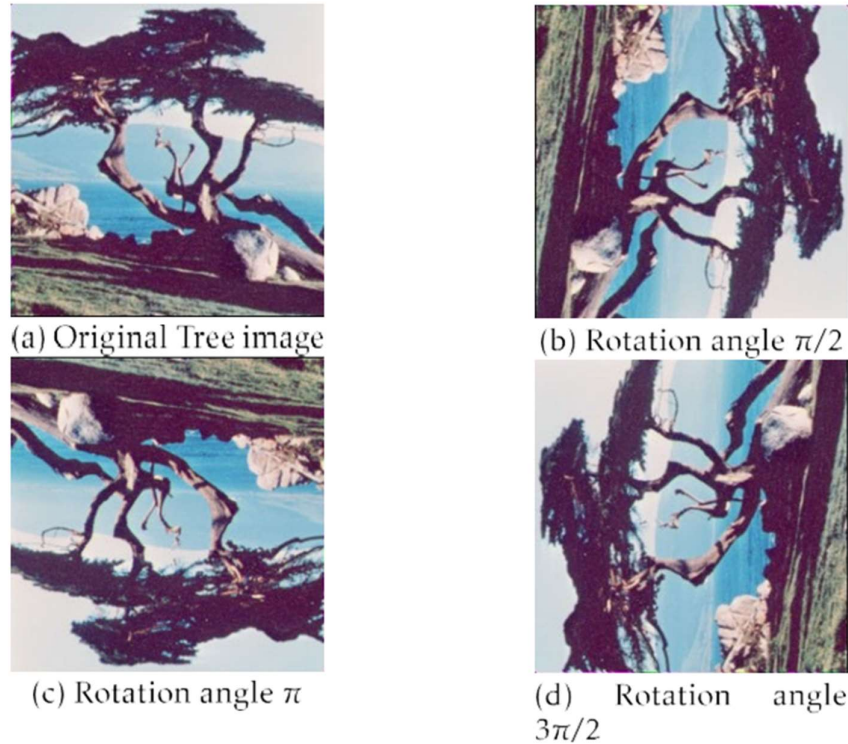 (a) Original Tree image
(b) Rotation angle π/2
(c) Rotation angle π
(d) Rotation angle
3π/2